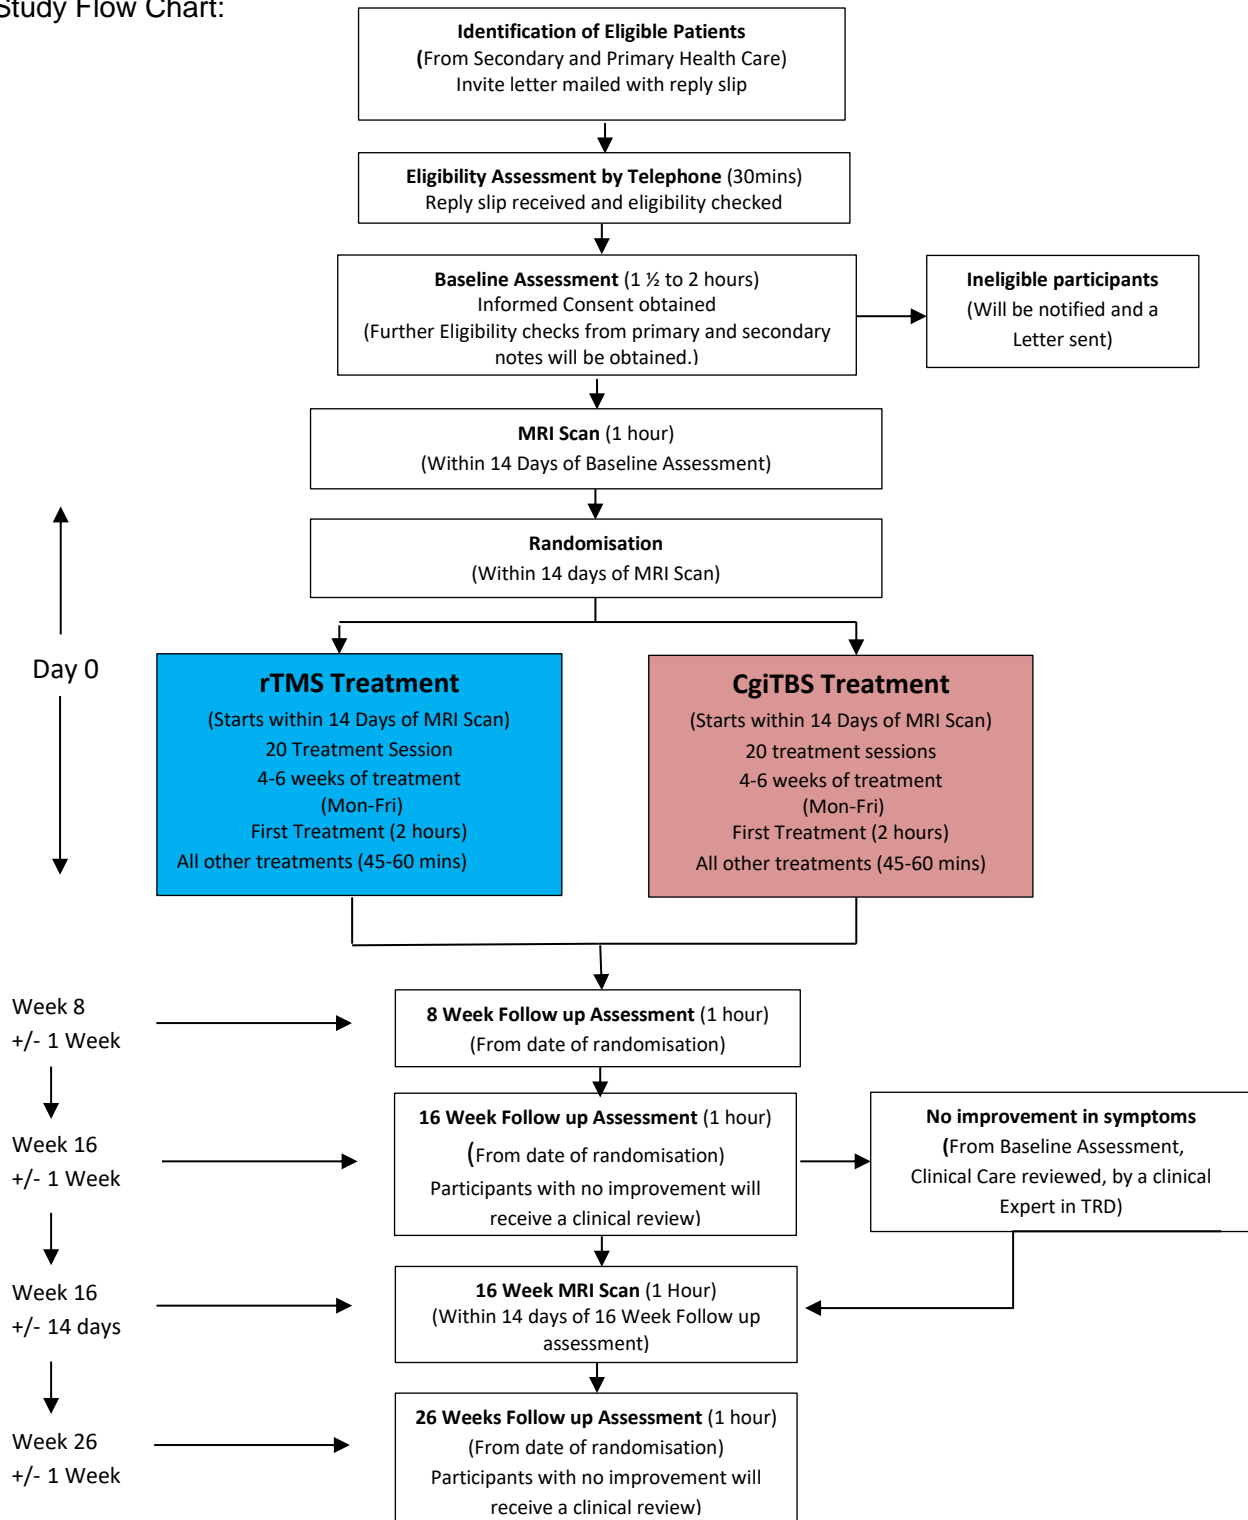 Study Flow Chart:
Identification of Eligible Patients
(From Secondary and Primary Health Care)
Invite letter mailed with reply slip
Eligibility Assessment by Telephone (30mins)
Reply slip received and eligibility checked
Baseline Assessment (1 ½ to 2 hours)
Informed Consent obtained
(Further Eligibility checks from primary and secondary
notes will be obtained.)
Ineligible participants
(Will be notified and a
Letter sent)
MRI Scan (1 hour)
(Within 14 Days of Baseline Assessment)
Randomisation
(Within 14 days of MRI Scan)
Day 0
rTMS Treatment
(Starts within 14 Days of MRI Scan)
20 Treatment Session
4-6 weeks of treatment
(Mon-Fri)
First Treatment (2 hours)
All other treatments (45-60 mins)
CgiTBS Treatment
(Starts within 14 Days of MRI Scan)
20 treatment sessions
4-6 weeks of treatment
(Mon-Fri)
First Treatment (2 hours)
All other treatments (45-60 mins)
Week 8
+/- 1 Week
8 Week Follow up Assessment (1 hour)
(From date of randomisation)
Week 16
+/- 1 Week
16 Week Follow up Assessment (1 hour)
(From date of randomisation)
Participants with no improvement will
receive a clinical review)
No improvement in symptoms
(From Baseline Assessment,
Clinical Care reviewed, by a clinical
Expert in TRD)
Week 16
+/- 14 days
16 Week MRI Scan (1 Hour)
(Within 14 days of 16 Week Follow up
assessment)
Week 26
+/- 1 Week
26 Weeks Follow up Assessment (1 hour)
(From date of randomisation)
Participants with no improvement will
receive a clinical review)